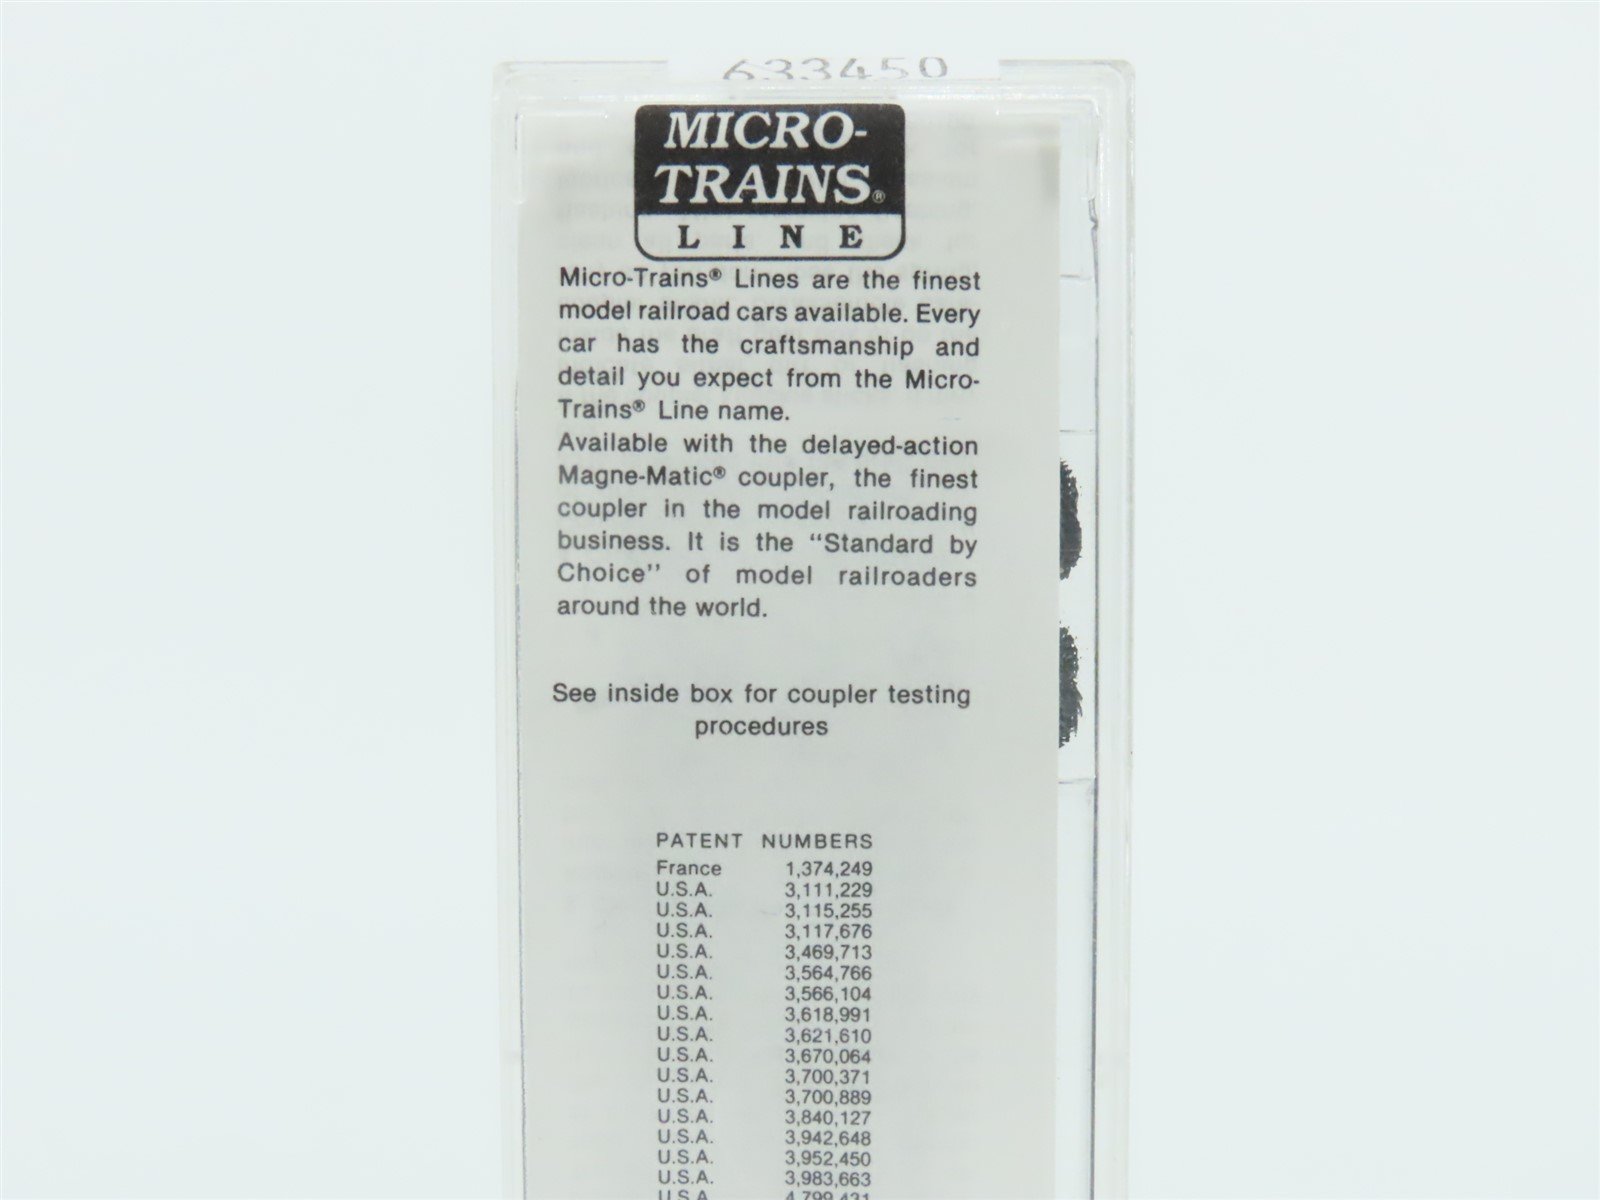 633450
MICRO-
TRAINS®
LINE
Micro-Trains® Lines are the finest
model railroad cars available. Every
car has the craftsmanship and
detail you expect from the Micro-
Trains® Line name.
Available with the delayed-action
Magne-Matic® coupler, the finest
coupler in the model railroading
business. It is the “Standard by
Choice” of model railroaders
around the world.
See inside box for coupler testing
procedures
PATENT NUMBERS
France 1,374,249
U.S.A. 3,111,229
U.S.A. 3,115,255
U.S.A. 3,117,676
U.S.A. 3,469,713
U.S.A. 3,564,766
U.S.A. 3,566,104
U.S.A. 3,618,991
U.S.A. 3,621,610
U.S.A. 3,670,064
U.S.A. 3,700,371
U.S.A. 3,700,889
U.S.A. 3,840,127
U.S.A. 3,942,648
U.S.A. 3,952,450
U.S.A. 3,983,663
U.S.A. 4,799,431